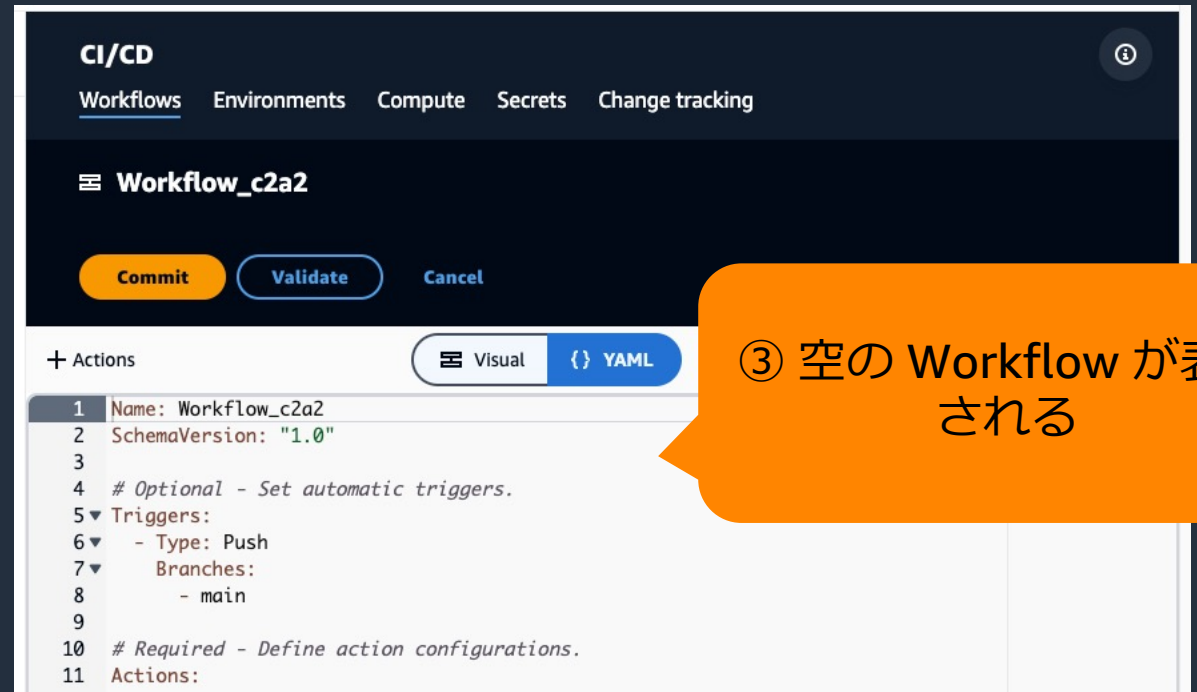 CI/CD
Workflows Environments Compute Secrets Change tracking
Workflow_c2a2
Commit Validate Cancel
+ Actions
Visual {} YAML
③ 空の Workflow が表
される
1 Name: Workflow_c2a2
2 SchemaVersion: "1.0"
3
4 # Optional - Set automatic triggers.
5 Triggers:
6 - Type: Push
7 Branches:
8 - main
9
10 # Required - Define action configurations.
11 Actions: